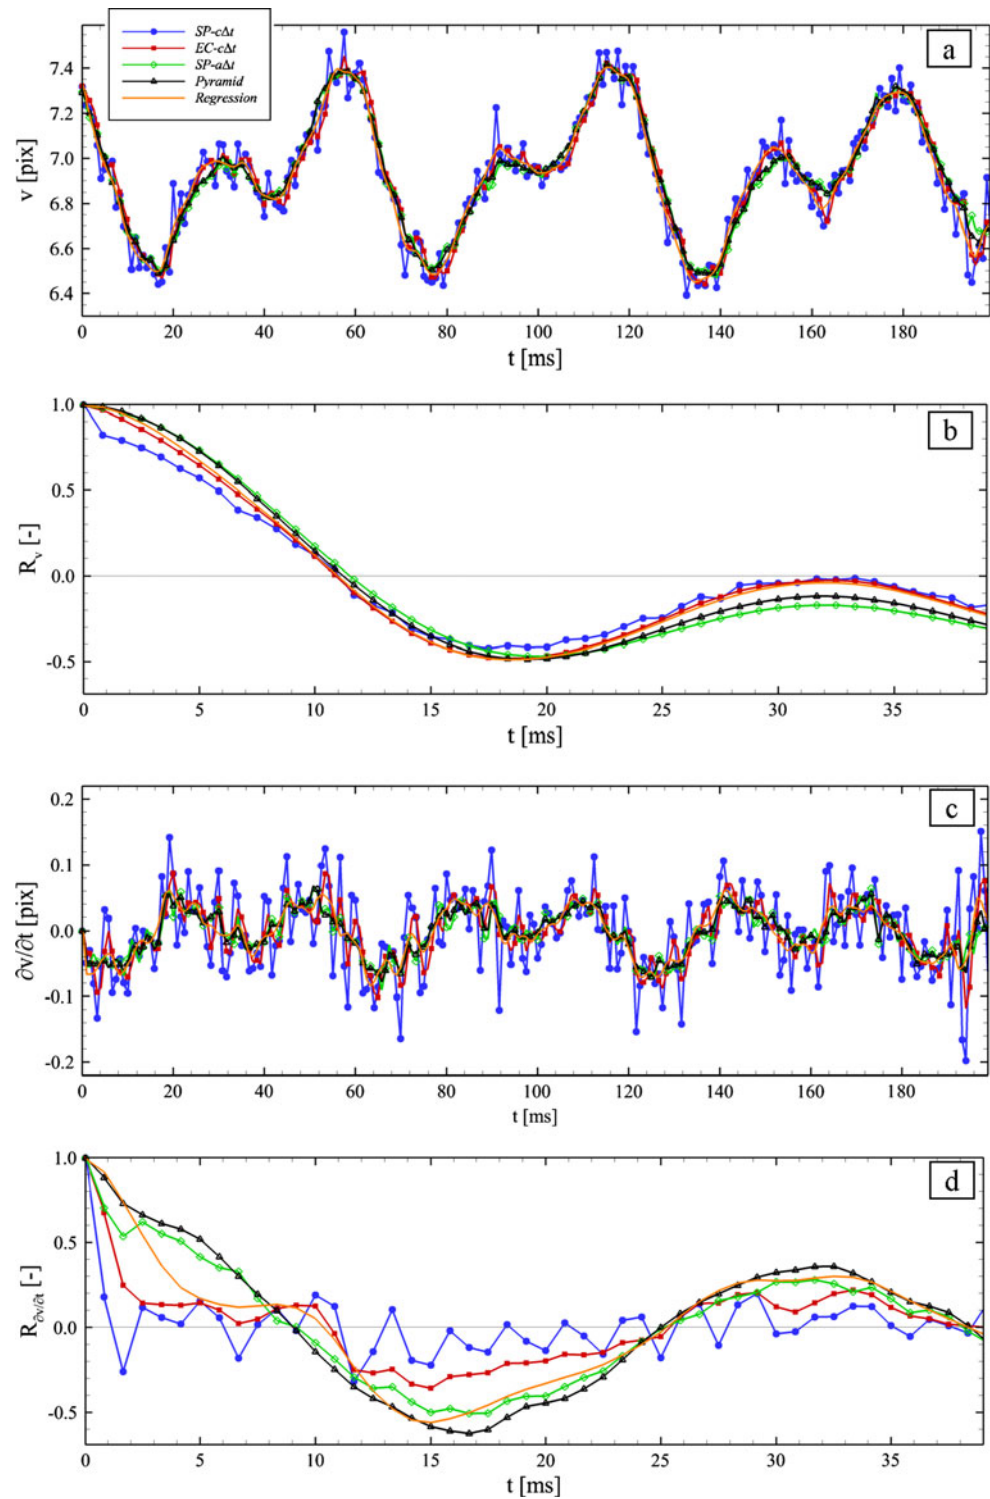 SP-cΔt
EC-cΔt
SP-aΔt
Pyramid
Regression
a
7.4
7.2
7.0
6.8
6.6
6.4
v [pix]
0 20 40 60 80 100 120 140 160 180
t [ms]
b
1.0
0.5
0.0
-0.5
R_v [-]
0 5 10 15 20 25 30 35
t [ms]
c
0.2
0.1
0.0
-0.1
-0.2
∂v/∂t [pix]
0 20 40 60 80 100 120 140 160 180
t [ms]
d
1.0
0.5
0.0
-0.5
R_∂v/∂t [-]
0 5 10 15 20 25 30 35
t [ms]